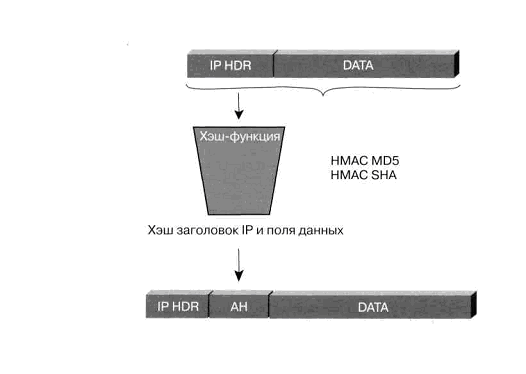 IP HDR DATA
Хэш-функция
HMAC MD5
HMAC SHA
Хэш заголовок IP и поля данных
IP HDR AH DATA